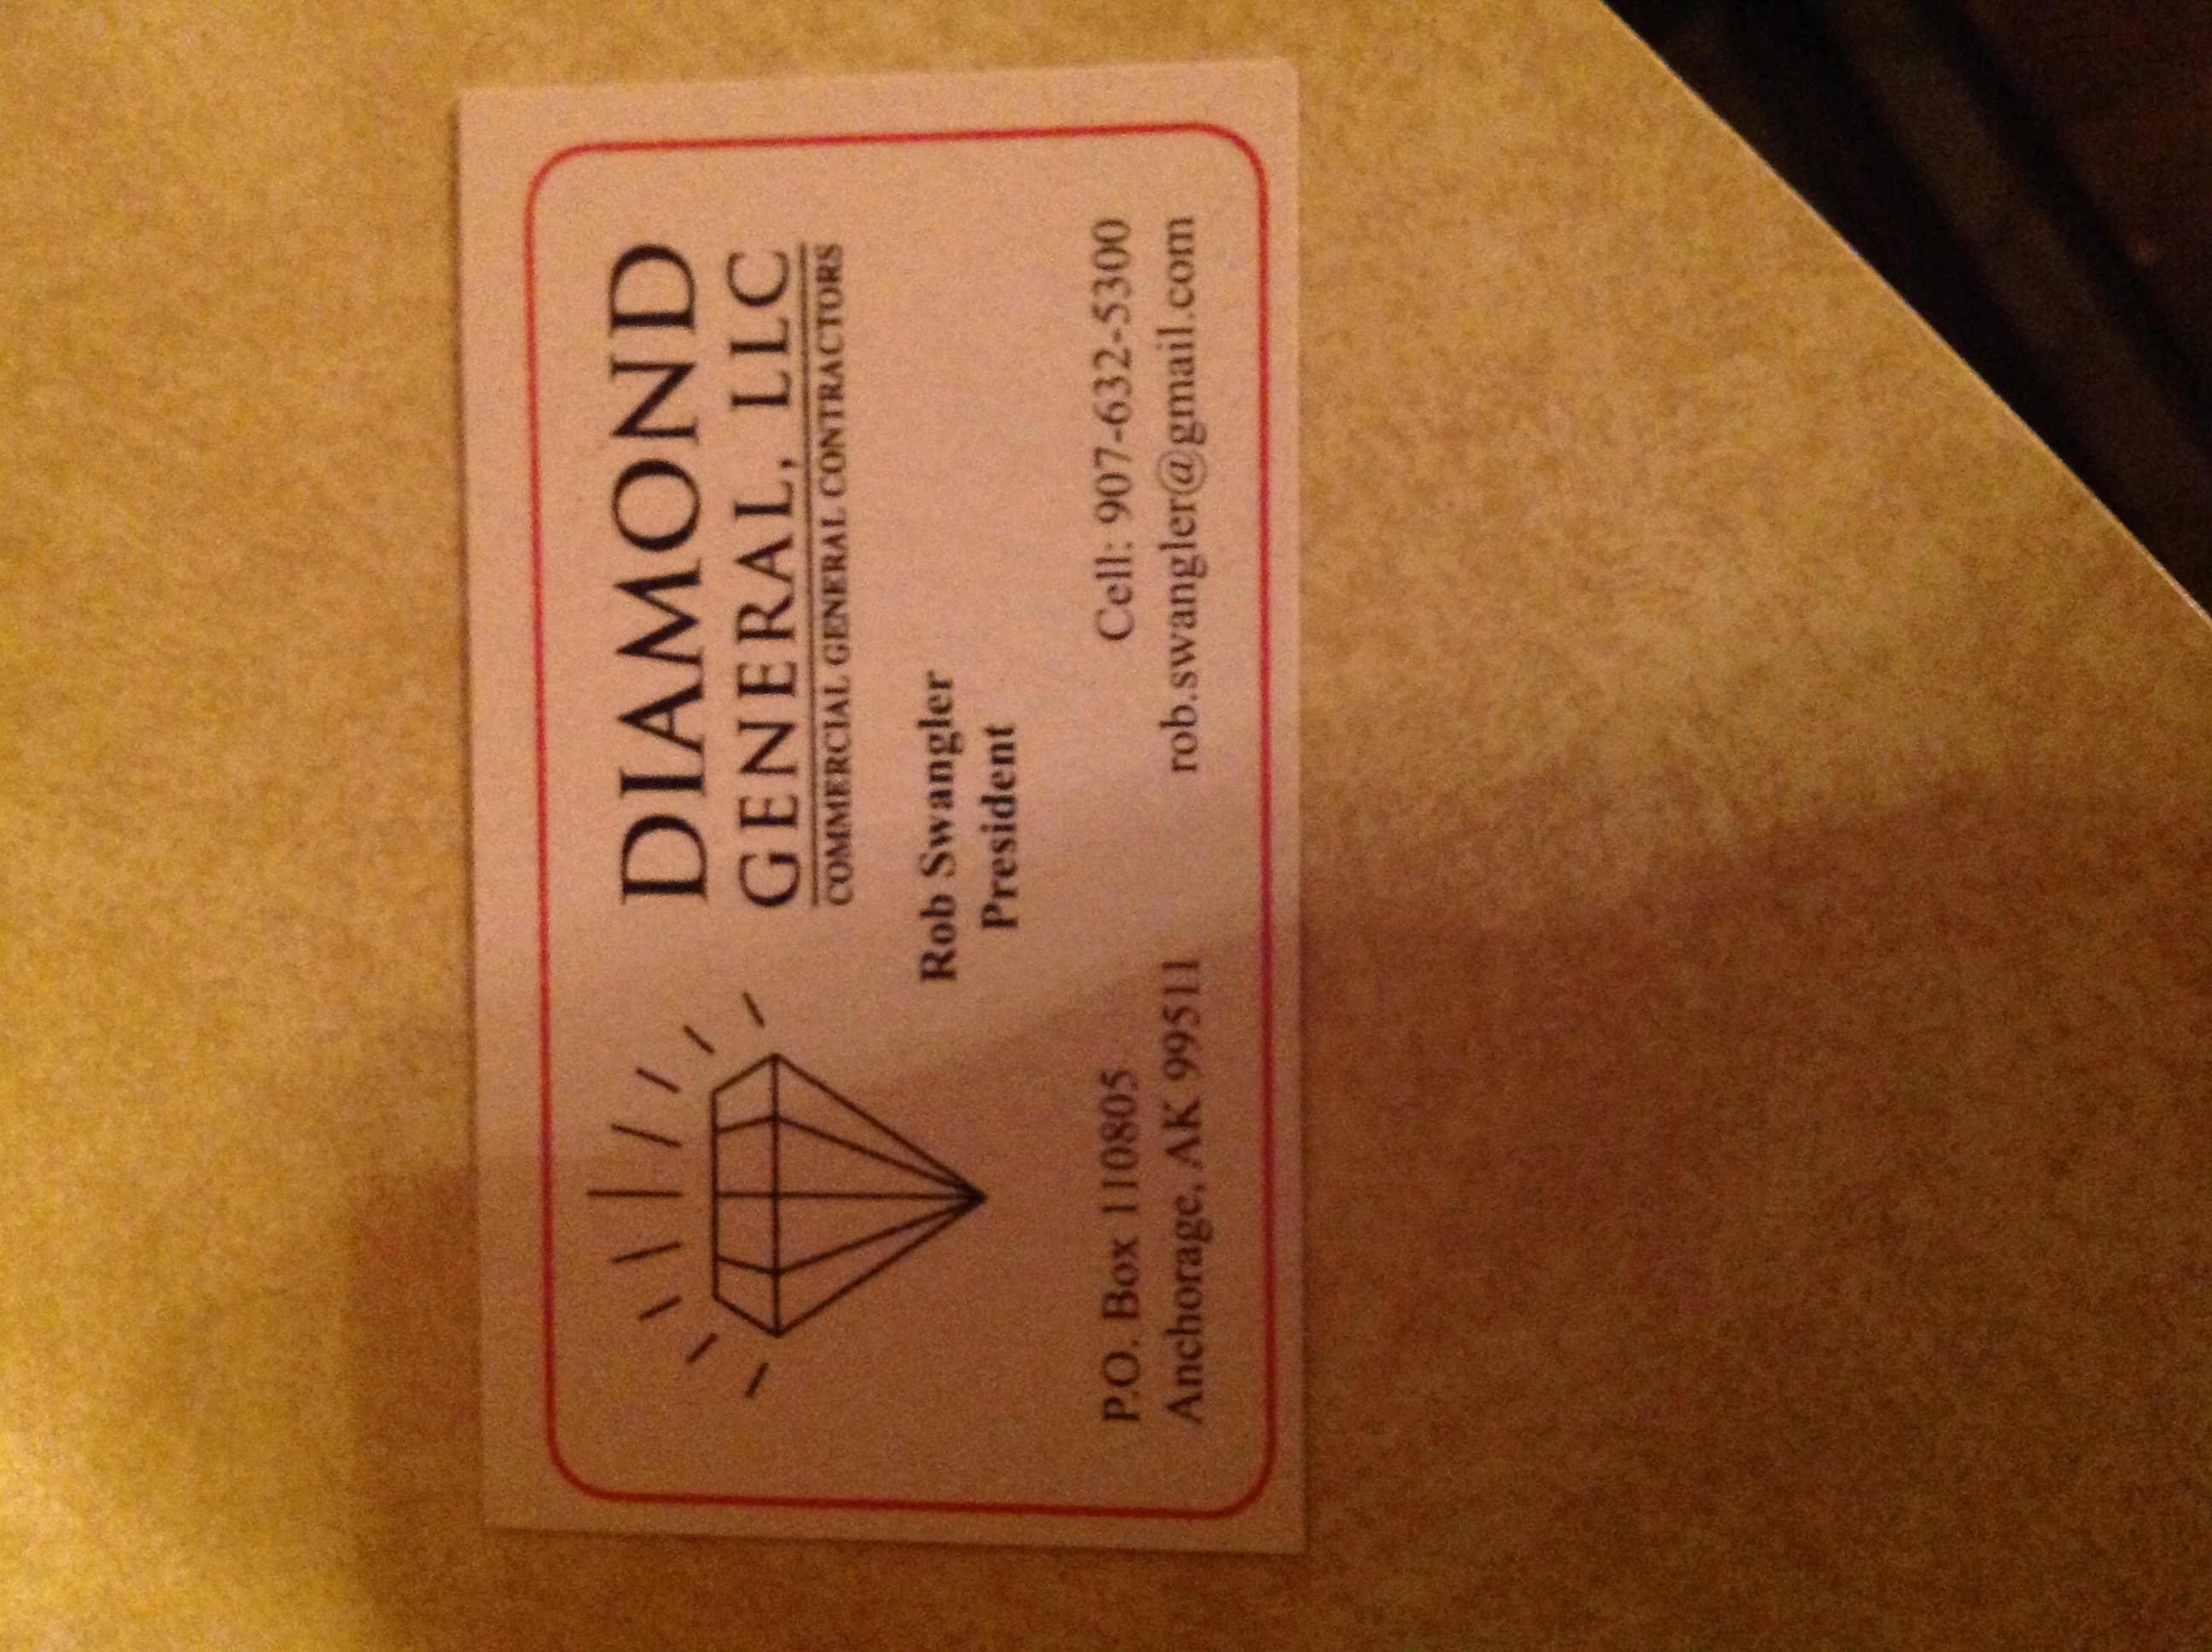 DIAMOND
GENERAL, LLC
COMMERCIAL GENERAL CONTRACTORS
Rob Swangler
President
P.O. Box 110805
Anchorage, AK 99511
Cell: 907-632-5300
rob.swangler@gmail.com